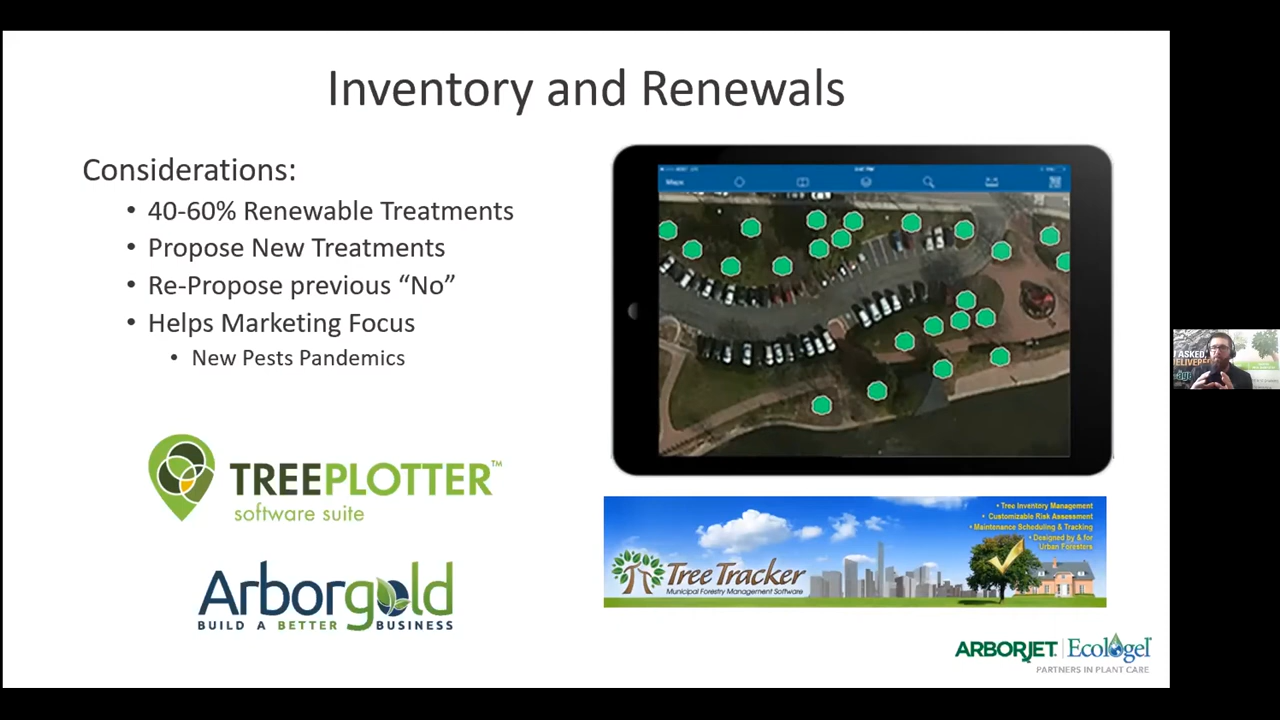 Inventory and Renewals
Considerations:
• 40-60% Renewable Treatments
• Propose New Treatments
• Re-Propose previous “No”
• Helps Marketing Focus
• New Pests Pandemics
Maps
TREEPLOTTER™
software suite
Arborgold
BUILD A BETTER BUSINESS
• Tree Inventory Management
• Customizable Risk Assessment
• Maintenance Scheduling & Tracking
• Designed by & for
Urban Foresters
Tree Tracker
Municipal Forestry Management Software
ARBORJET | Ecologel
PARTNERS IN PLANT CARE
ASKED,